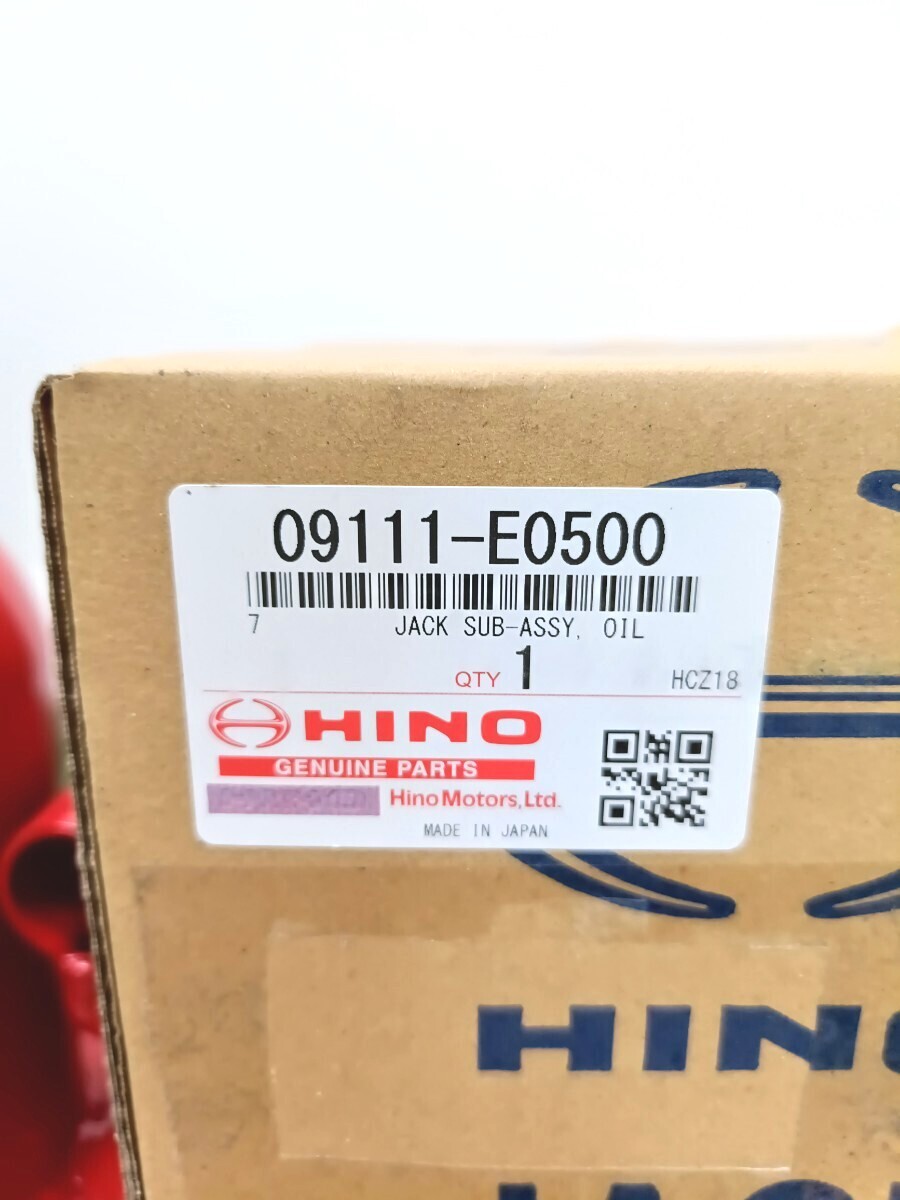 09111-E0500
7 JACK SUB-ASSY, OIL
QTY 1 HCZ18
HINO
GENUINE PARTS
Hino Motors, Ltd.
MADE IN JAPAN
HINO